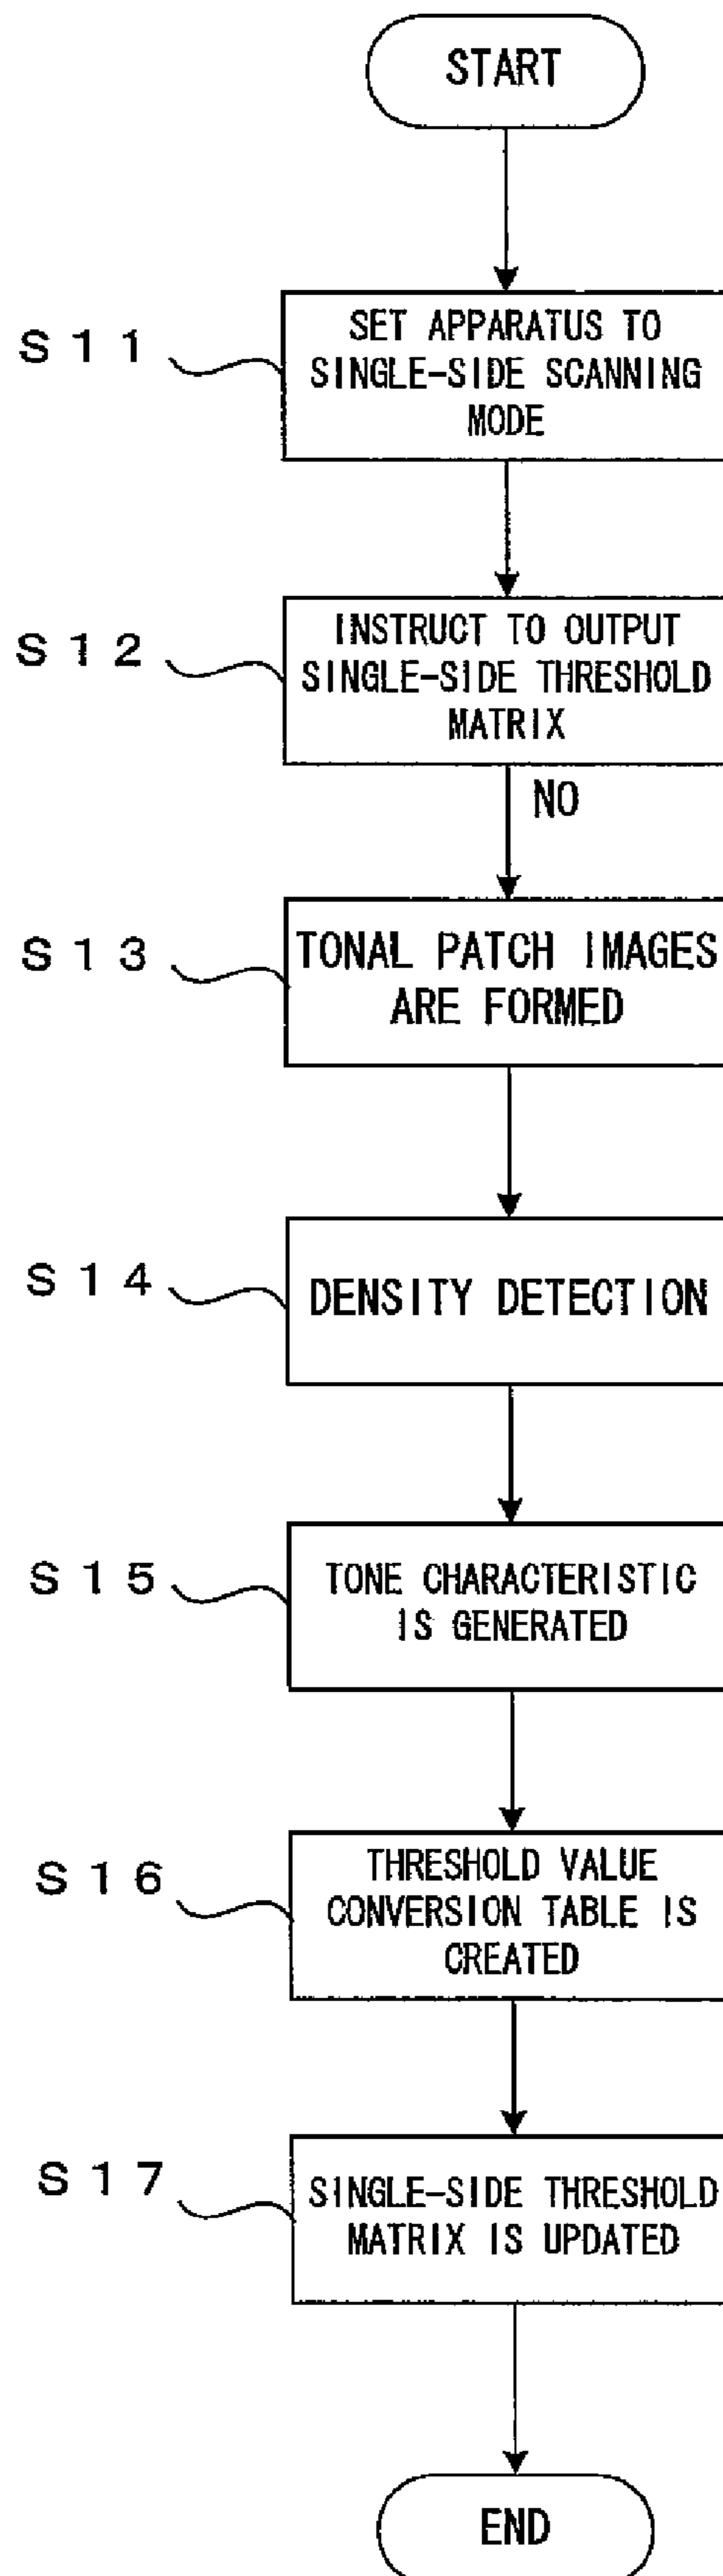 START
S11
SET APPARATUS TO
SINGLE-SIDE SCANNING
MODE
S12
INSTRUCT TO OUTPUT
SINGLE-SIDE THRESHOLD
MATRIX
NO
S13
TONAL PATCH IMAGES
ARE FORMED
S14
DENSITY DETECTION
S15
TONE CHARACTERISTIC
IS GENERATED
S16
THRESHOLD VALUE
CONVERSION TABLE IS
CREATED
S17
SINGLE-SIDE THRESHOLD
MATRIX IS UPDATED
END